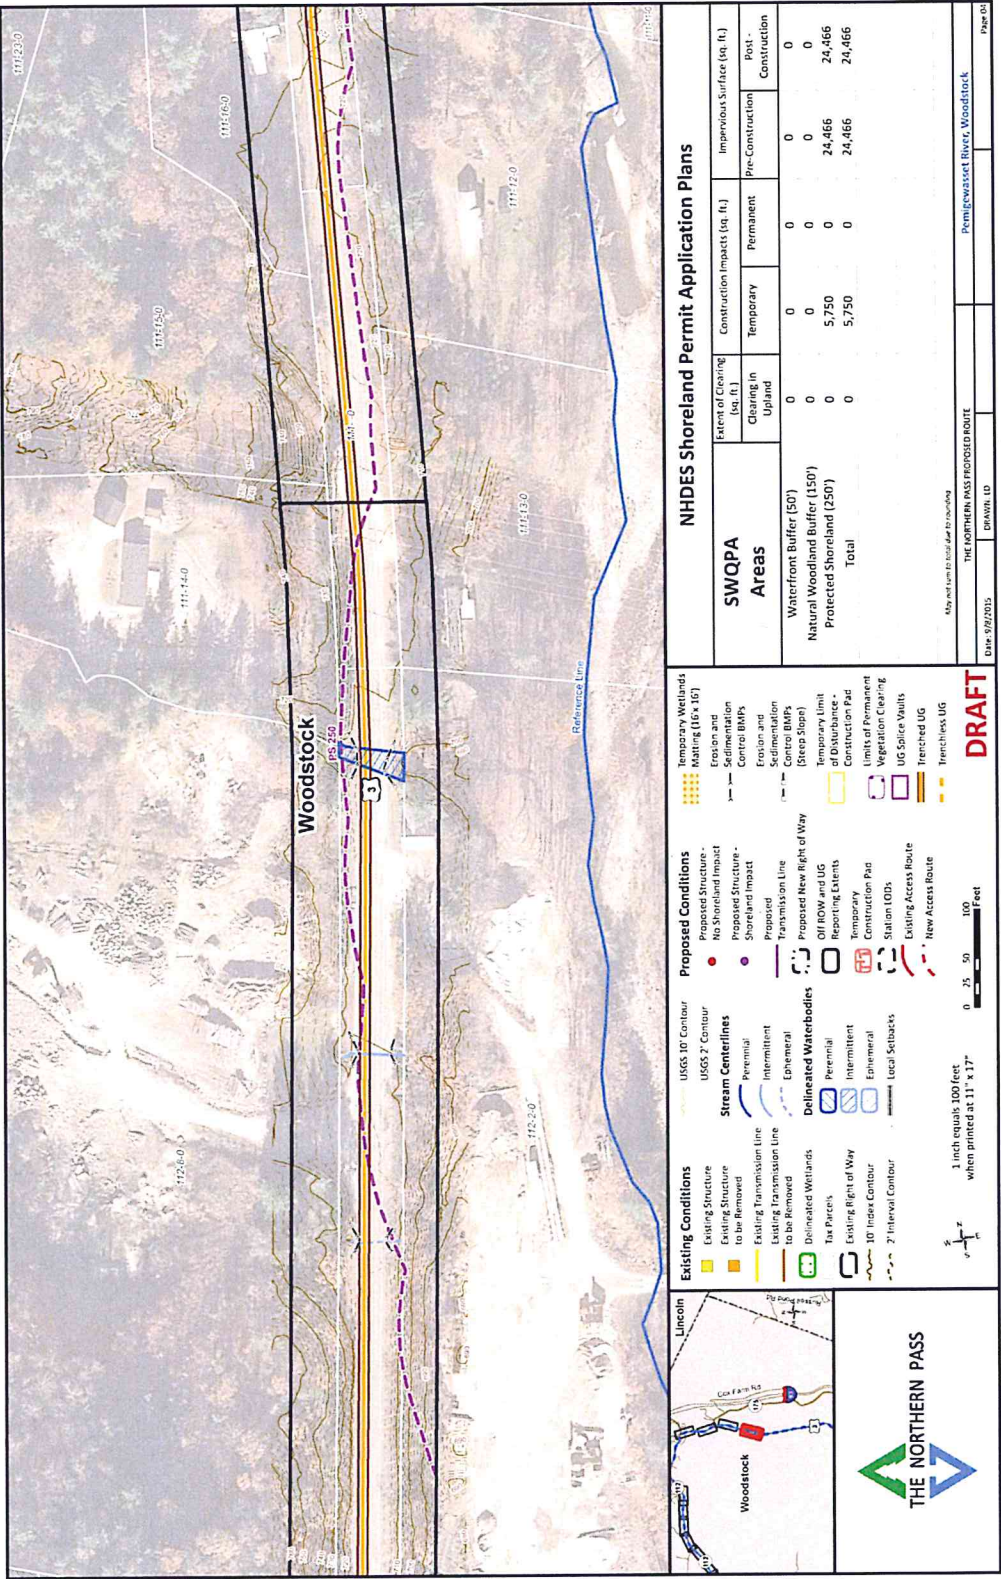 111-23-0
111-16-0
111-15-0
111-14-0
111-12-0
111-13-0
112-8-0
112-2-0
Woodstock
PS 250
3
Reference Line
Lincoln
Woodstock
Cox Farm Rd
Russell Pond Rd
175
3
112
112
THE NORTHERN PASS
Existing Conditions
Existing Structure
Existing Structure
to be Removed
Existing Transmission Line
Existing Transmission Line
to be Removed
Delineated Wetlands
Tax Parcels
Existing Right of Way
10' Index Contour
2' Interval Contour
USGS 10' Contour
USGS 2' Contour
Stream Centerlines
Perennial
Intermittent
Ephemeral
Delineated Waterbodies
Perennial
Intermittent
Ephemeral
Local Setbacks
Proposed Conditions
Proposed Structure -
No Shoreland Impact
Proposed Structure -
Shoreland Impact
Proposed
Transmission Line
Proposed New Right of Way
Off ROW and UG
Reporting Extents
Temporary
Construction Pad
Station LODs
Existing Access Route
New Access Route
Temporary Wetlands
Matting (16'x 16')
Erosion and
Sedimentation
Control BMPs
Erosion and
Sedimentation
Control BMPs
(Steep Slope)
Temporary Limit
of Disturbance -
Construction Pad
Limits of Permanent
Vegetation Clearing
UG Splice Vaults
Trenched UG
Trenchless UG
1 inch equals 100 feet
when printed at 11" x 17"
0 25 50 100
Feet
DRAFT
NHDES Shoreland Permit Application Plans
SWQPA
Areas
Extent of Clearing
(sq. ft.)
Construction Impacts (sq. ft.)
Impervious Surface (sq. ft.)
Clearing in
Upland
Temporary
Permanent
Pre-Construction
Post -
Construction
Waterfront Buffer (50') 0 0 0 0 0
Natural Woodland Buffer (150') 0 0 0 0 0
Protected Shoreland (250') 0 5,750 0 24,466 24,466
Total 0 5,750 0 24,466 24,466
May not sum to total due to rounding
THE NORTHERN PASS PROPOSED ROUTE
Pemigewasset River, Woodstock
Date: 9/8/2015
DRAWN: LD
Page 04